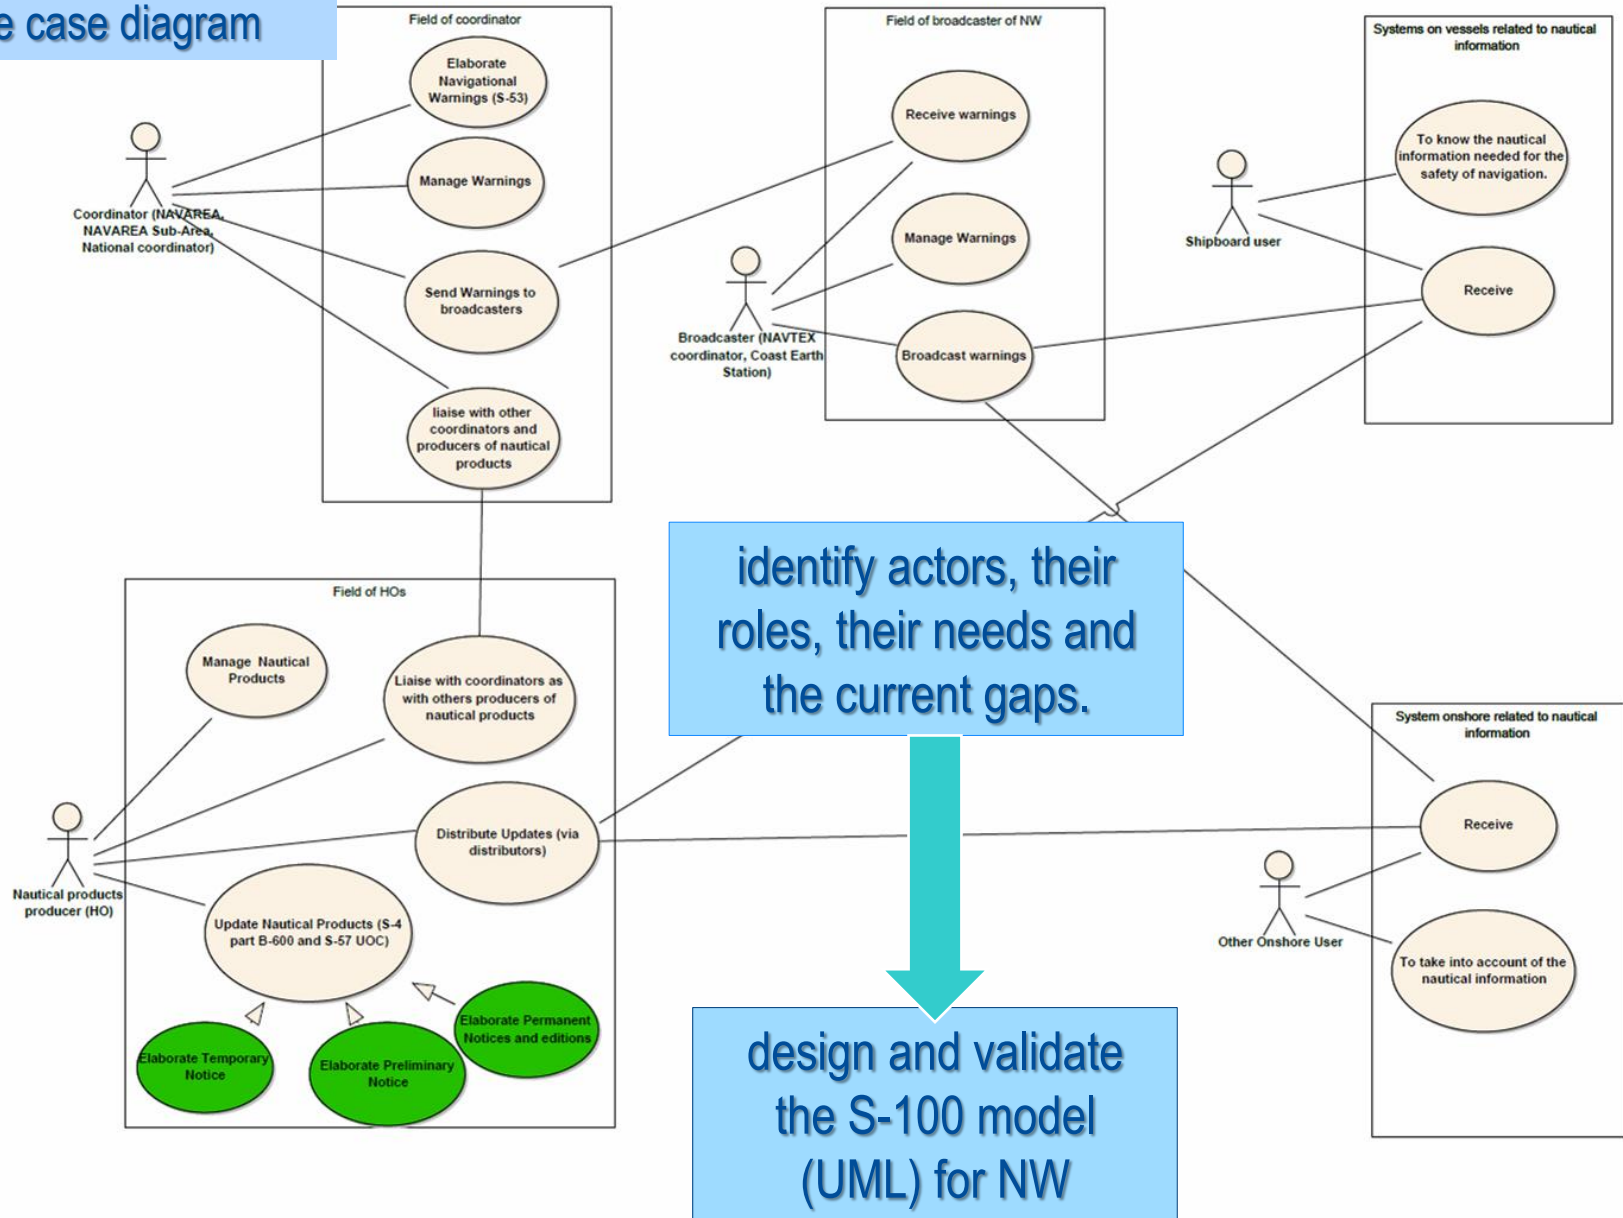 e case diagram
Field of coordinator
Elaborate
Navigational
Warnings (S-53)
Manage Warnings
Coordinator (NAVAREA,
NAVAREA Sub-Area,
National coordinator)
Send Warnings to
broadcasters
liaise with other
coordinators and
producers of nautical
products
Field of broadcaster of NW
Receive warnings
Manage Warnings
Broadcaster (NAVTEX
coordinator, Coast Earth
Station)
Broadcast warnings
Systems on vessels related to nautical
information
To know the nautical
information needed for the
safety of navigation.
Shipboard user
Receive
identify actors, their
roles, their needs and
the current gaps.
Field of HOs
Manage Nautical
Products
Liaise with coordinators as
with others producers of
nautical products
Distribute Updates (via
distributors)
Nautical products
producer (HO)
Update Nautical Products (S-4
part B-600 and S-57 UOC)
Elaborate Permanent
Notices and editions
Elaborate Temporary
Notice
Elaborate Preliminary
Notice
System onshore related to nautical
information
Receive
Other Onshore User
To take into account of the
nautical information
design and validate
the S-100 model
(UML) for NW